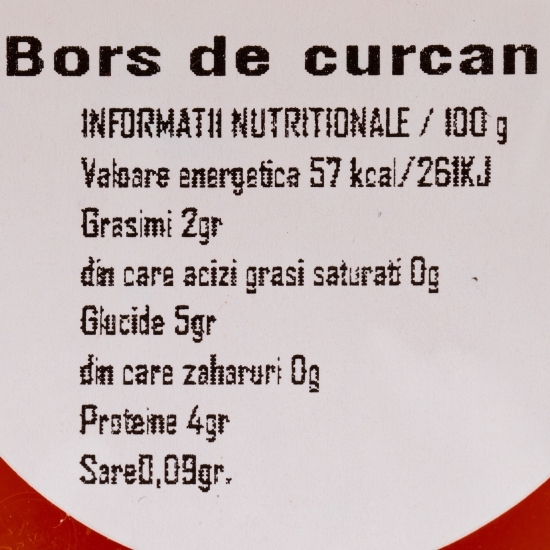 Bors de curcan
INFORMATII NUTRITIONALE / 100 g
Valoare energetica 57 kcal/261KJ
Grasimi 2gr
din care acizi grasi saturati 0g
Glucide 5gr
din care zaharuri 0g
Proteine 4gr
Sare0,09gr.